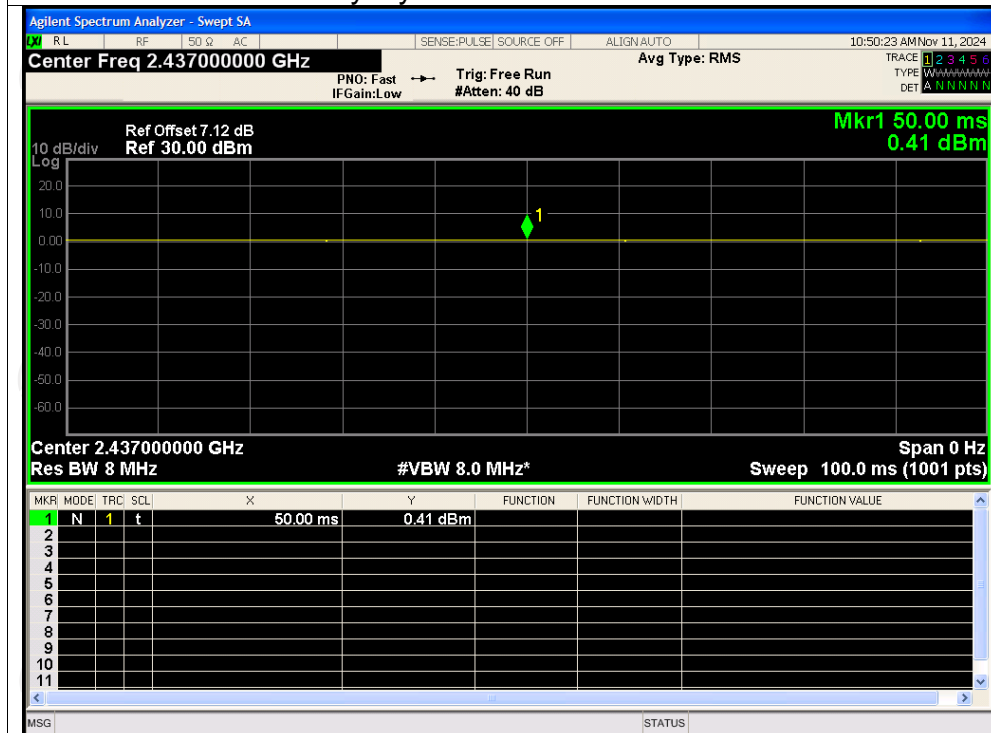 Agilent Spectrum Analyzer - Swept SA
LXI RL RF 50 Ω AC SENSE:PULSE SOURCE OFF ALIGN AUTO 10:50:23 AM Nov 11, 2024
Center Freq 2.437000000 GHz Avg Type: RMS TRACE 1 2 3 4 5 6
PNO: Fast Trig: Free Run TYPE
IFGain:Low #Atten: 40 dB DET A N N N N N
Mkr1 50.00 ms
0.41 dBm
Ref Offset 7.12 dB
10 dB/div Ref 30.00 dBm
Log
20.0
10.0
1
0.00
-10.0
-20.0
-30.0
-40.0
-50.0
-60.0
Center 2.437000000 GHz Span 0 Hz
Res BW 8 MHz #VBW 8.0 MHz* Sweep 100.0 ms (1001 pts)
MKR MODE TRC SCL X Y FUNCTION FUNCTION WIDTH FUNCTION VALUE
1 N 1 t 50.00 ms 0.41 dBm
2
3
4
5
6
7
8
9
10
11
MSG STATUS